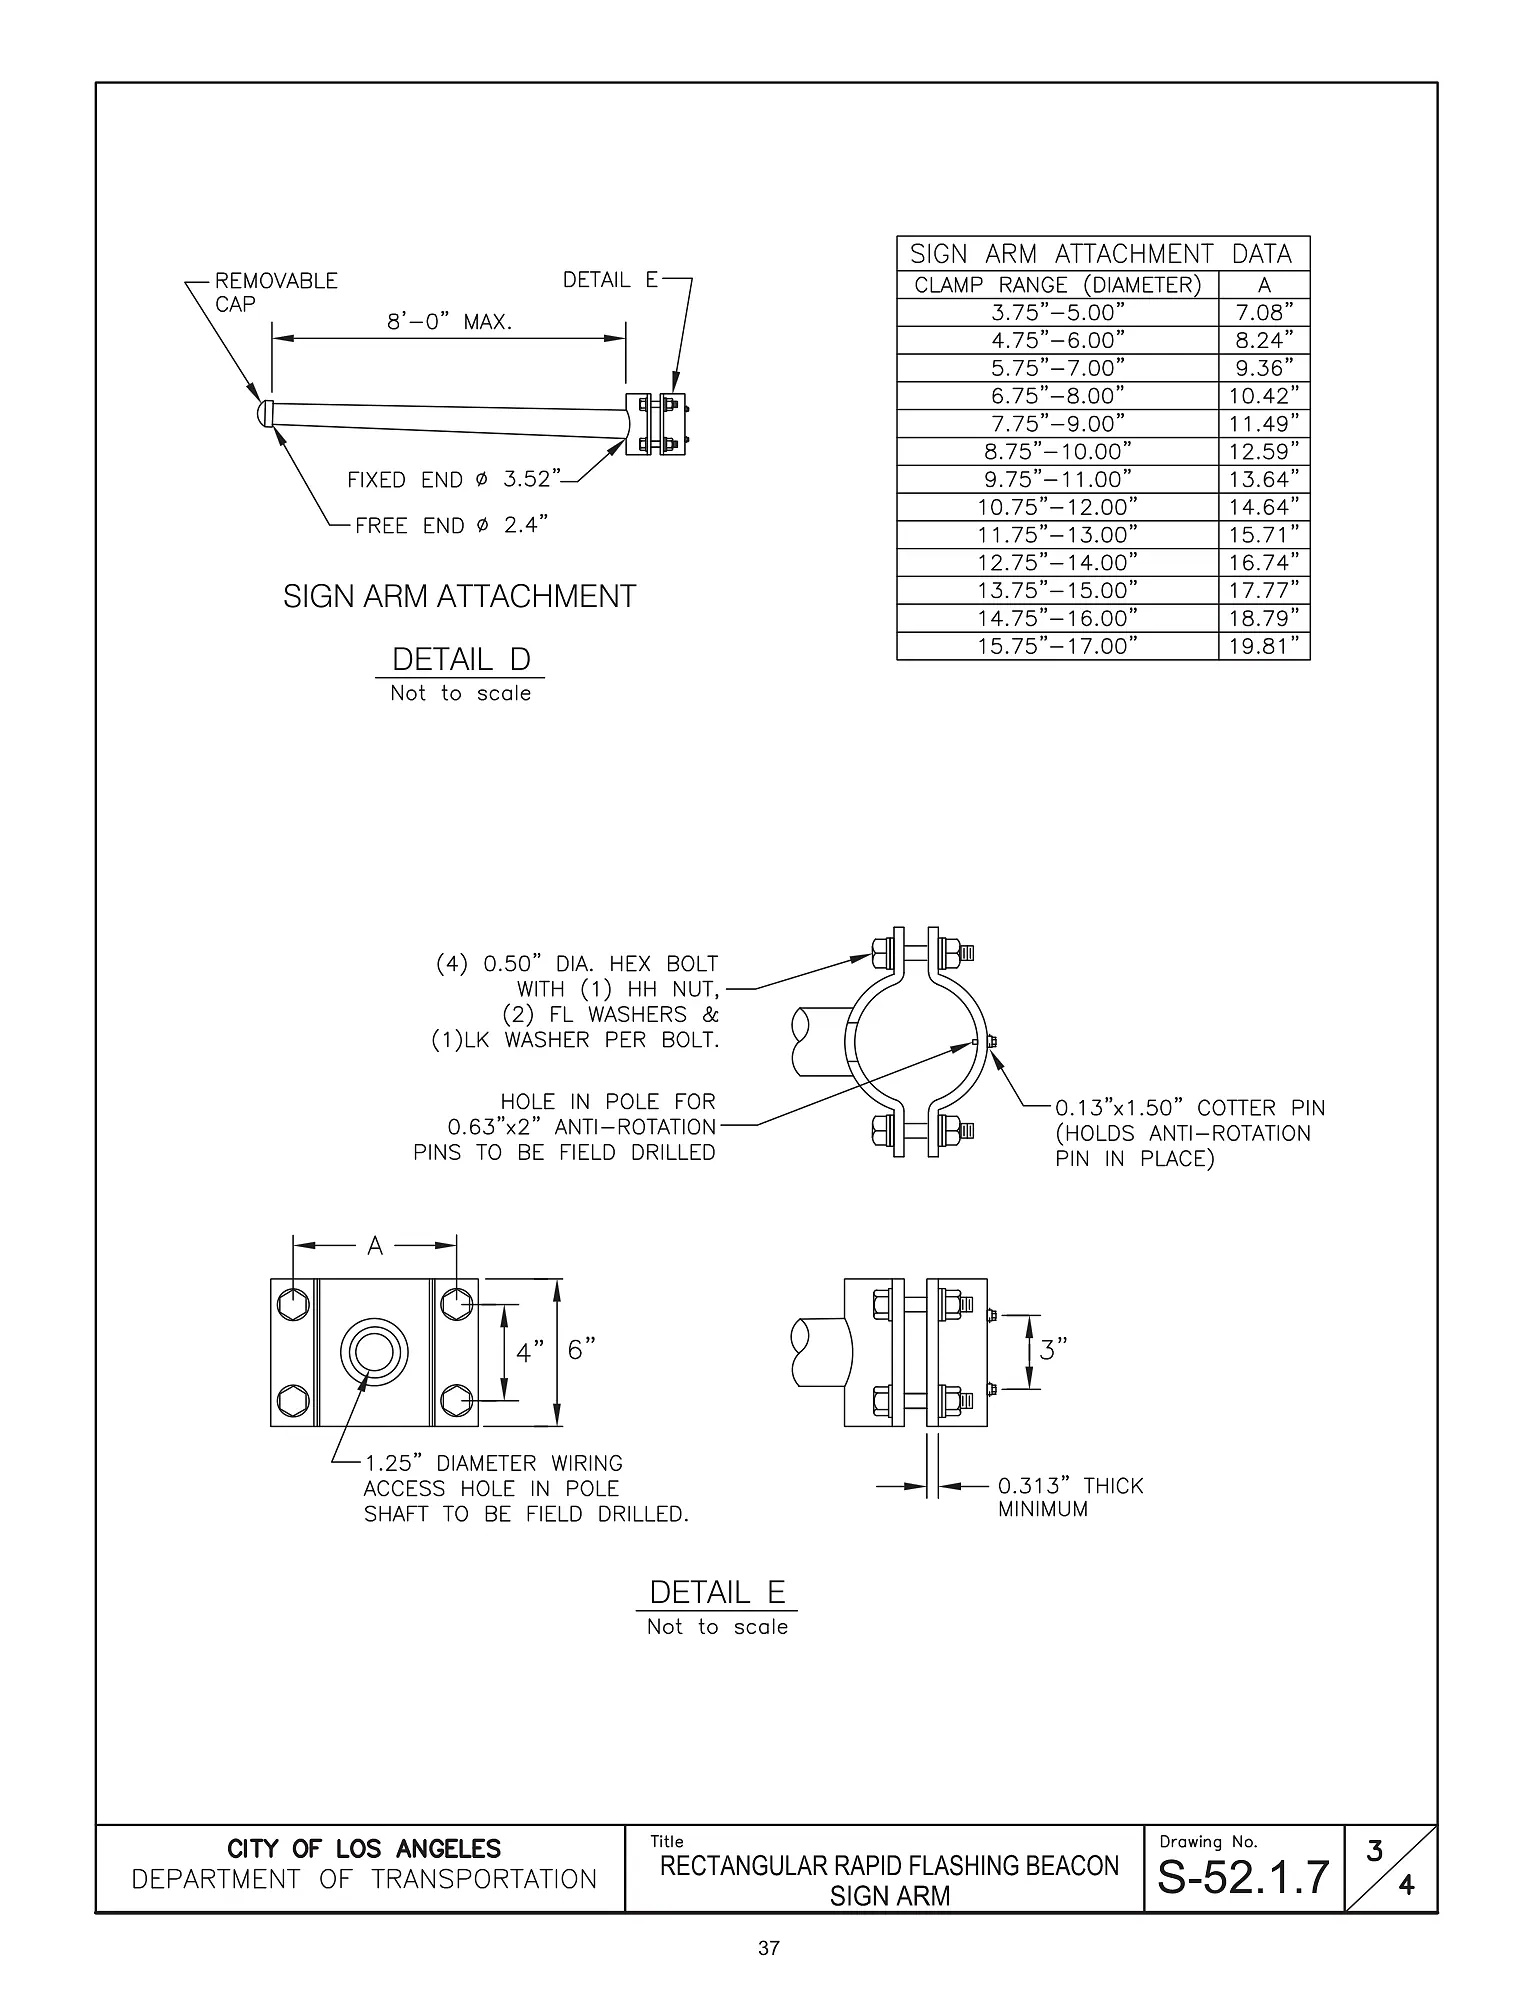 REMOVABLE
CAP
DETAIL E
8'-0" MAX.
FIXED END ø 3.52"
FREE END ø 2.4"
SIGN ARM ATTACHMENT
DETAIL D
Not to scale
SIGN ARM ATTACHMENT DATA
CLAMP RANGE (DIAMETER) A
3.75"-5.00" 7.08"
4.75"-6.00" 8.24"
5.75"-7.00" 9.36"
6.75"-8.00" 10.42"
7.75"-9.00" 11.49"
8.75"-10.00" 12.59"
9.75"-11.00" 13.64"
10.75"-12.00" 14.64"
11.75"-13.00" 15.71"
12.75"-14.00" 16.74"
13.75"-15.00" 17.77"
14.75"-16.00" 18.79"
15.75"-17.00" 19.81"
(4) 0.50" DIA. HEX BOLT
WITH (1) HH NUT,
(2) FL WASHERS &
(1)LK WASHER PER BOLT.
HOLE IN POLE FOR
0.63"x2" ANTI-ROTATION
PINS TO BE FIELD DRILLED
0.13"x1.50" COTTER PIN
(HOLDS ANTI-ROTATION
PIN IN PLACE)
A
4" 6"
3"
1.25" DIAMETER WIRING
ACCESS HOLE IN POLE
SHAFT TO BE FIELD DRILLED.
0.313" THICK
MINIMUM
DETAIL E
Not to scale
CITY OF LOS ANGELES
DEPARTMENT OF TRANSPORTATION
Title
RECTANGULAR RAPID FLASHING BEACON
SIGN ARM
Drawing No.
S-52.1.7
3
4
37